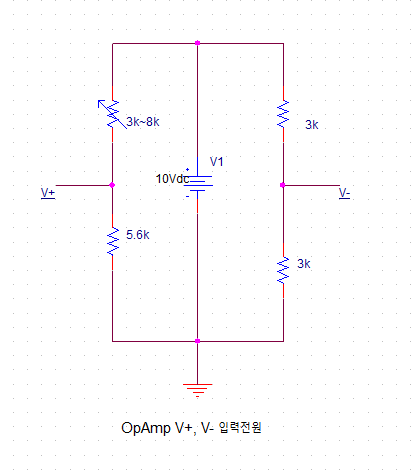 3k~8k
3k
V1
10Vdc
V+
V-
5.6k
3k
OpAmp V+, V- 입력전원